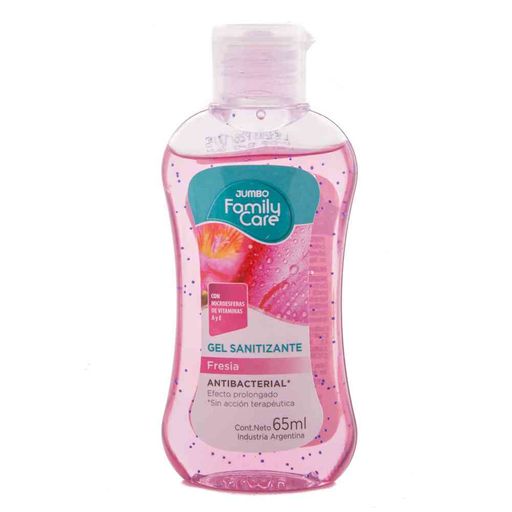 JUMBO
Family
Care
CON
MICROESFERAS
DE VITAMINAS
A y E
GEL SANITIZANTE
Fresia
ANTIBACTERIAL*
Efecto prolongado
*Sin acción terapéutica
Cont.Neto 65ml
Industria Argentina